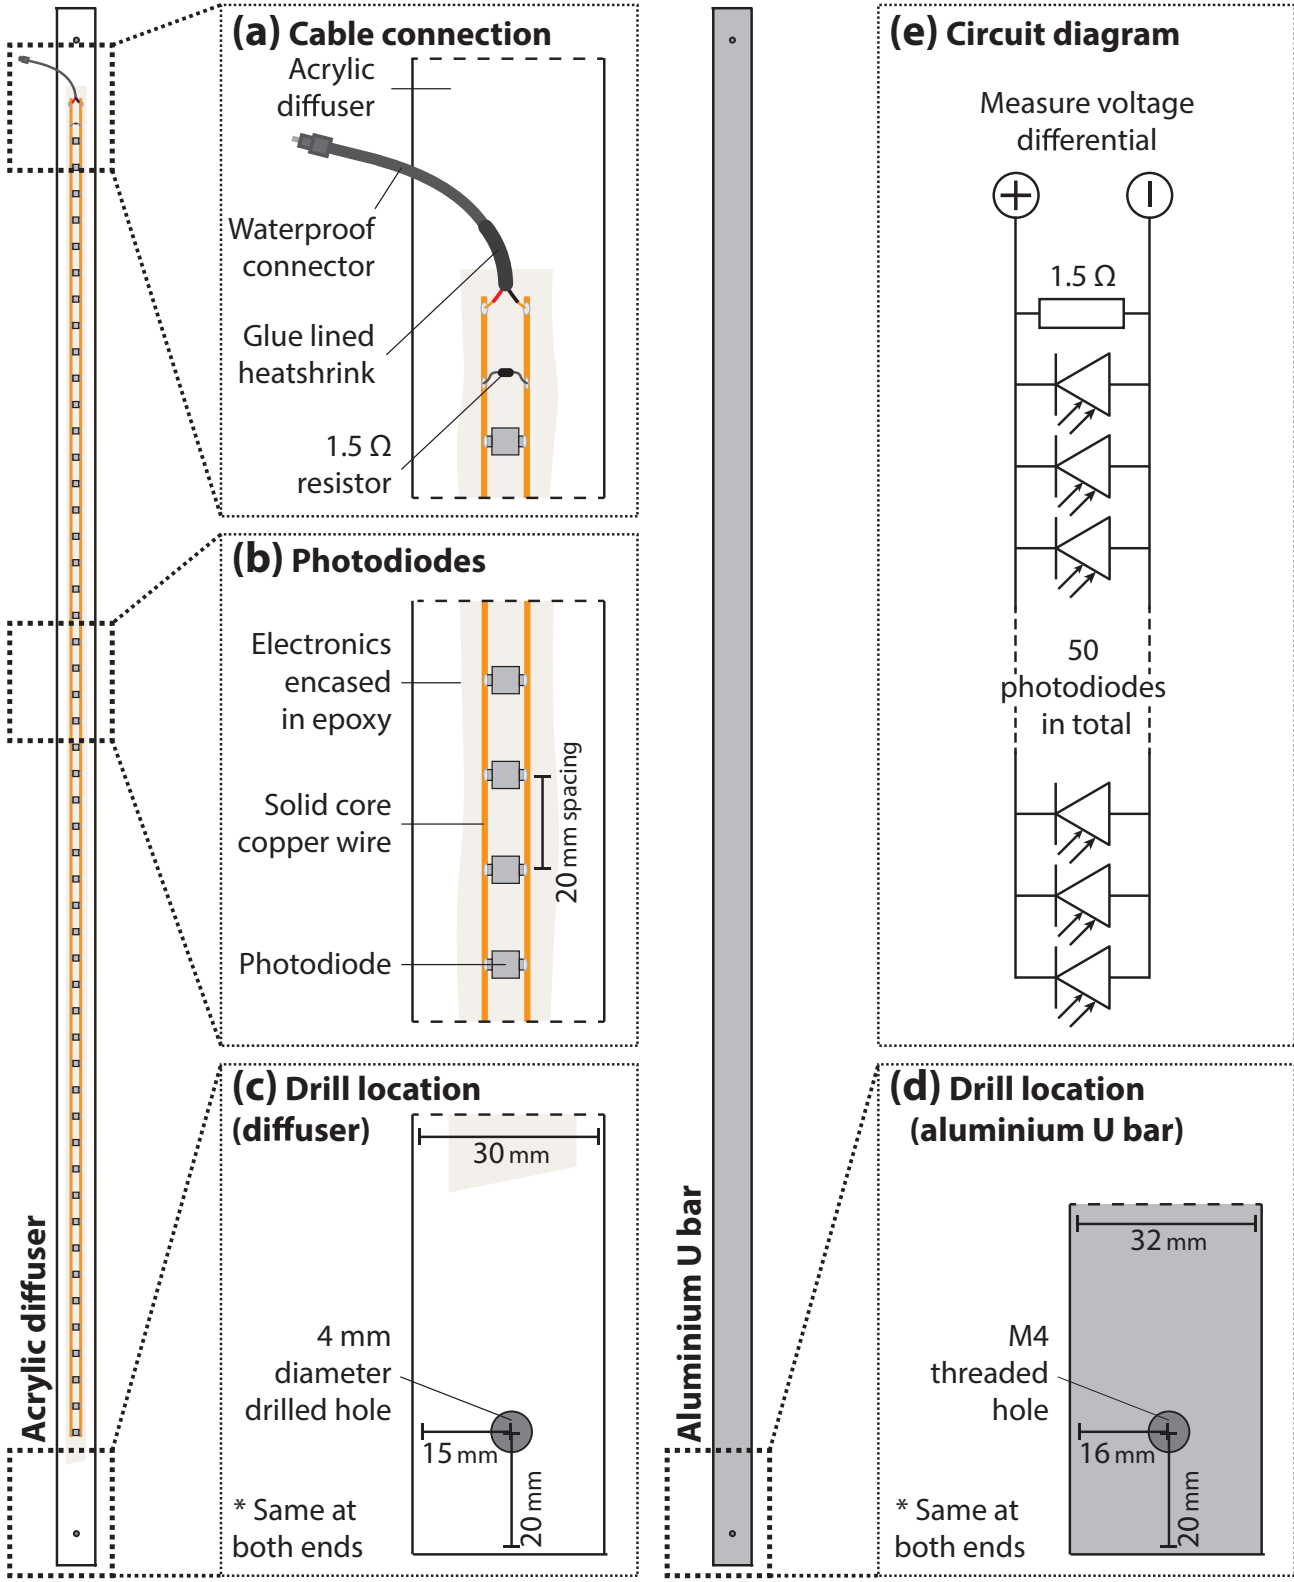 (a) Cable connection
Acrylic
diffuser
Waterproof
connector
Glue lined
heatshrink
1.5 Ω
resistor
(b) Photodiodes
Electronics
encased
in epoxy
Solid core
copper wire
20 mm spacing
Photodiode
(c) Drill location
(diffuser)
30 mm
4 mm
diameter
drilled hole
15 mm
20 mm
* Same at
both ends
Acrylic diffuser
Aluminium U bar
(e) Circuit diagram
Measure voltage
differential
1.5 Ω
50
photodiodes
in total
(d) Drill location
(aluminium U bar)
32 mm
M4
threaded
hole
16 mm
20 mm
* Same at
both ends